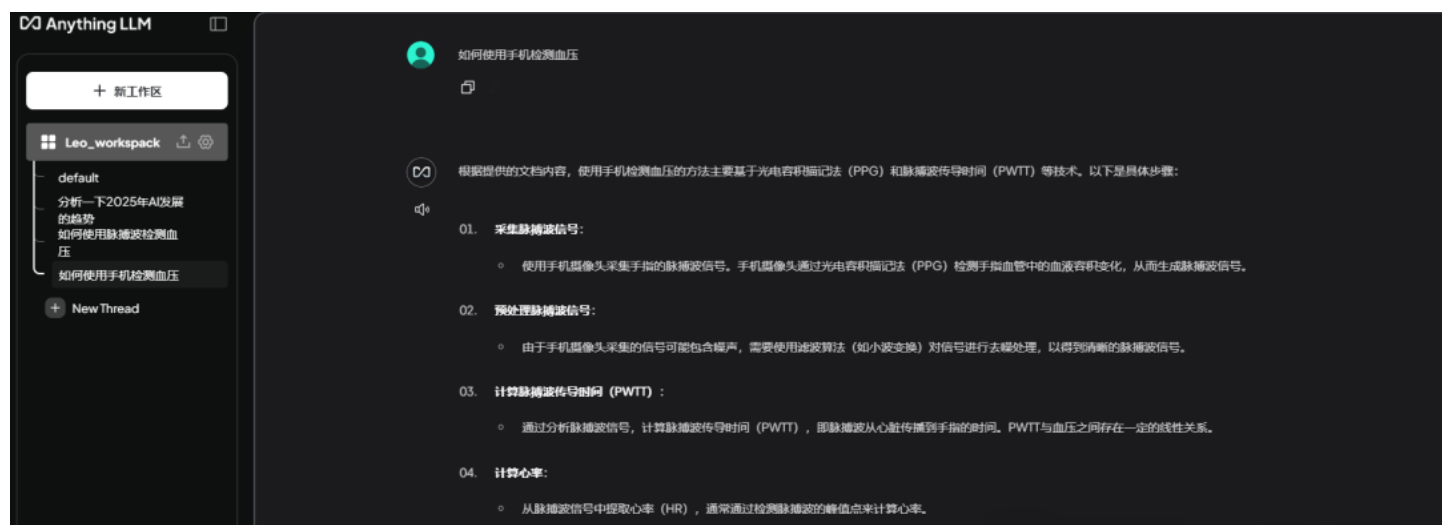 Anything LLM
+ 新工作区
Leo_workspack
default
分析一下2025年AI发展
的趋势
如何使用脉搏波检测血
压
如何使用手机检测血压
+ New Thread
如何使用手机检测血压
根据提供的文档内容，使用手机检测血压的方法主要基于光电容积描记法（PPG）和脉搏波传导时间（PWTT）等技术。以下是具体步骤：
01. 采集脉搏波信号：
○ 使用手机摄像头采集手指的脉搏波信号。手机摄像头通过光电容积描记法（PPG）检测手指血管中的血液容积变化，从而生成脉搏波信号。
02. 预处理脉搏波信号：
○ 由于手机摄像头采集的信号可能包含噪声，需要使用滤波算法（如小波变换）对信号进行去噪处理，以得到清晰的脉搏波信号。
03. 计算脉搏波传导时间（PWTT）：
○ 通过分析脉搏波信号，计算脉搏波传导时间（PWTT），即脉搏波从心脏传播到手指的时间。PWTT与血压之间存在一定的线性关系。
04. 计算心率：
○ 从脉搏波信号中提取心率（HR），通常通过检测脉搏波的峰值点来计算心率。